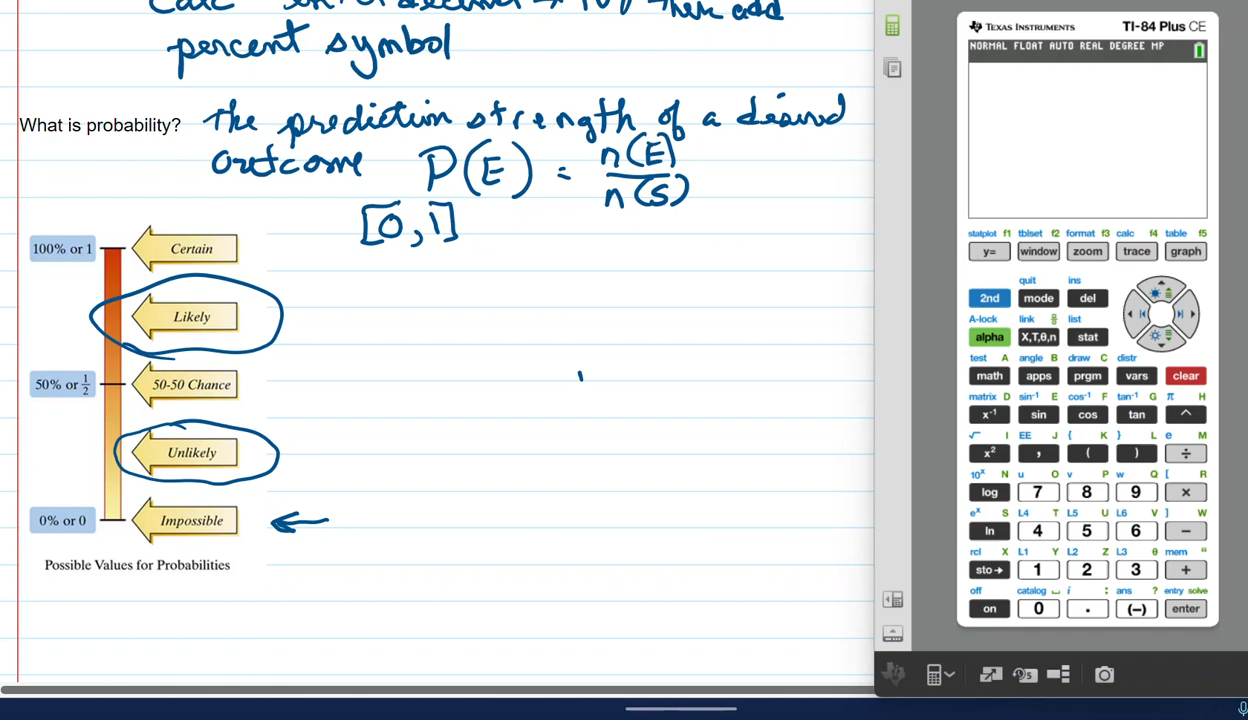 percent symbol
What is probability? The prediction strength of a desired
outcome P(E) = n(E)/n(S)
[0,1]
100% or 1 Certain
Likely
50% or 1/2 50-50 Chance
Unlikely
0% or 0 Impossible
Possible Values for Probabilities
TEXAS INSTRUMENTS TI-84 Plus CE
NORMAL FLOAT AUTO REAL DEGREE MP
statplot f1 tblset f2 format f3 calc f4 table f5
y= window zoom trace graph
quit ins
2nd mode del
A-lock link list
alpha X,T,θ,n stat
test A angle B draw C distr
math apps prgm vars clear
matrix D sin⁻¹ E cos⁻¹ F tan⁻¹ G π H
x⁻¹ sin cos tan ^
√ I EE J { K } L e M
x² , ( ) ÷
10ˣ N u O v P w Q [ R
log 7 8 9 ×
eˣ S L4 T L5 U L6 V ] W
ln 4 5 6 −
rcl X L1 Y L2 Z L3 θ mem "
sto→ 1 2 3 +
off catalog i : ans ? entry solve
on 0 . (−) enter